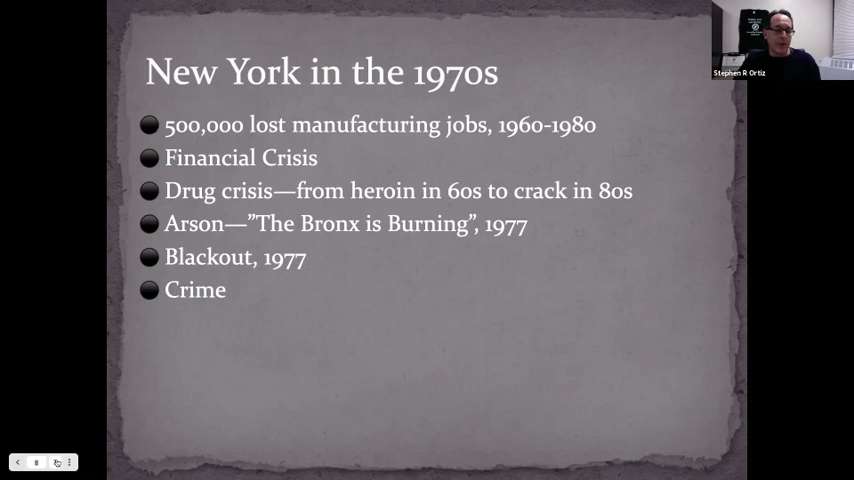 Stephen R Ortiz
New York in the 1970s
500,000 lost manufacturing jobs, 1960-1980
Financial Crisis
Drug crisis—from heroin in 60s to crack in 80s
Arson—”The Bronx is Burning”, 1977
Blackout, 1977
Crime
8